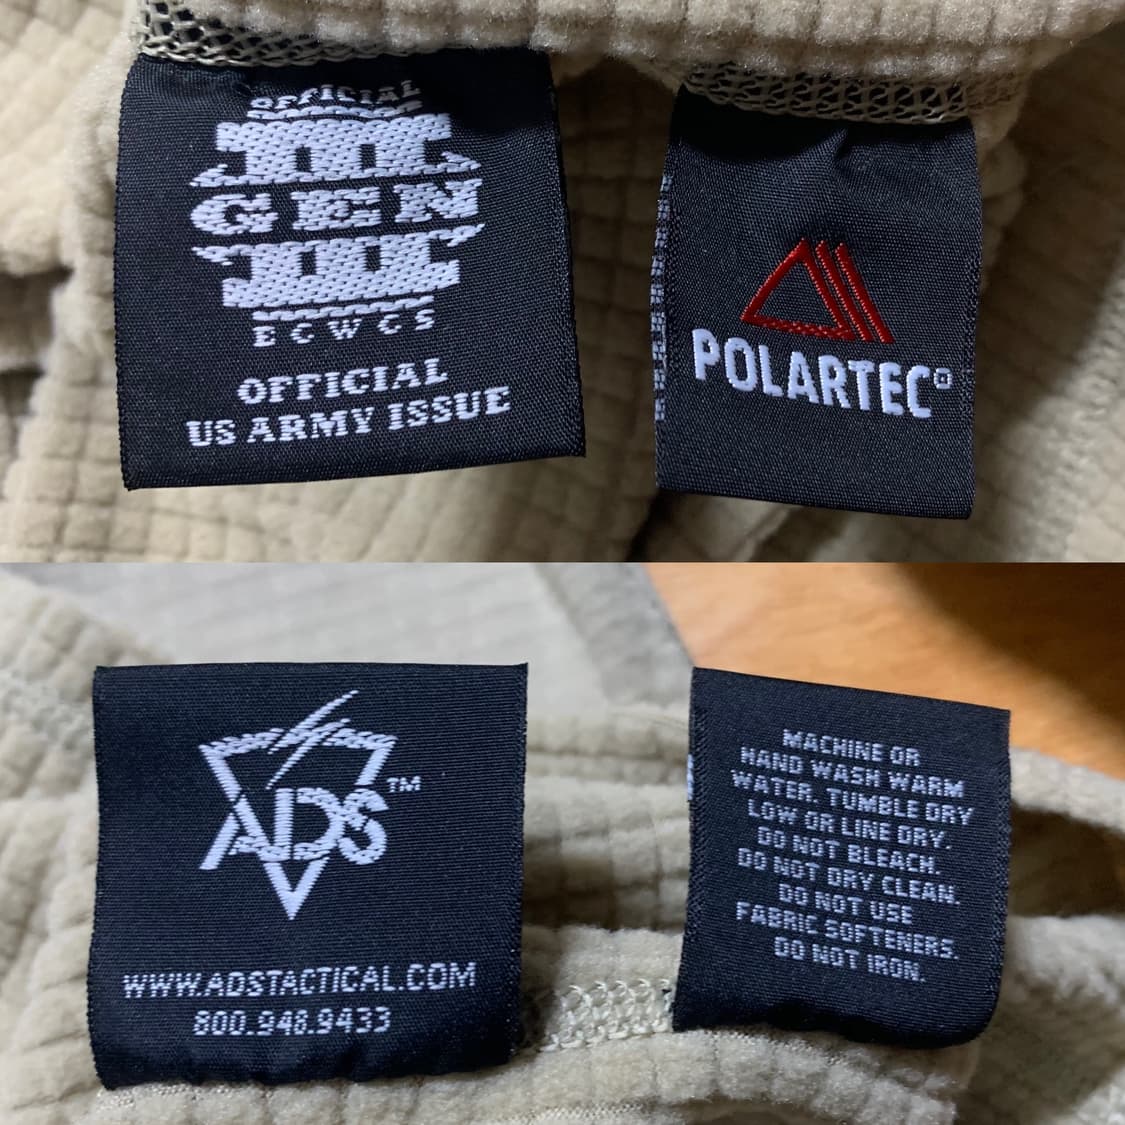 OFFICIAL
III
GEN
III
ECWCS
OFFICIAL
US ARMY ISSUE
POLARTEC®
ADS™
WWW.ADSTACTICAL.COM
800.948.9433
MACHINE OR
HAND WASH WARM
WATER. TUMBLE DRY
LOW OR LINE DRY.
DO NOT BLEACH.
DO NOT DRY CLEAN.
DO NOT USE
FABRIC SOFTENERS.
DO NOT IRON.